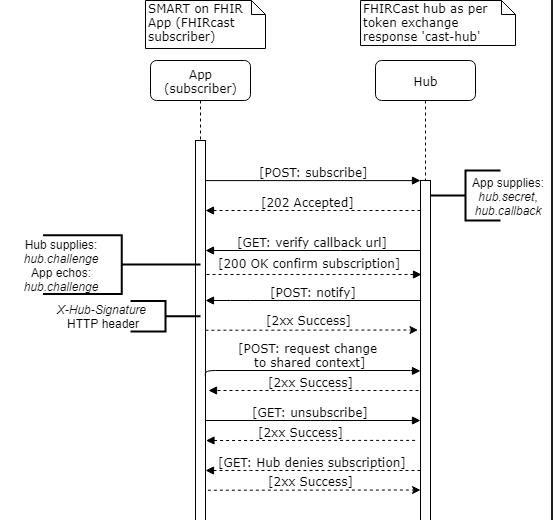 SMART on FHIR
App (FHIRcast
subscriber)
FHIRCast hub as per
token exchange
response 'cast-hub'
App
(subscriber)
Hub
[POST: subscribe]
App supplies:
hub.secret,
hub.callback
[202 Accepted]
[GET: verify callback url]
Hub supplies:
hub.challenge
App echos:
hub.challenge
[200 OK confirm subscription]
[POST: notify]
X-Hub-Signature
HTTP header
[2xx Success]
[POST: request change
to shared context]
[2xx Success]
[GET: unsubscribe]
[2xx Success]
[GET: Hub denies subscription]
[2xx Success]